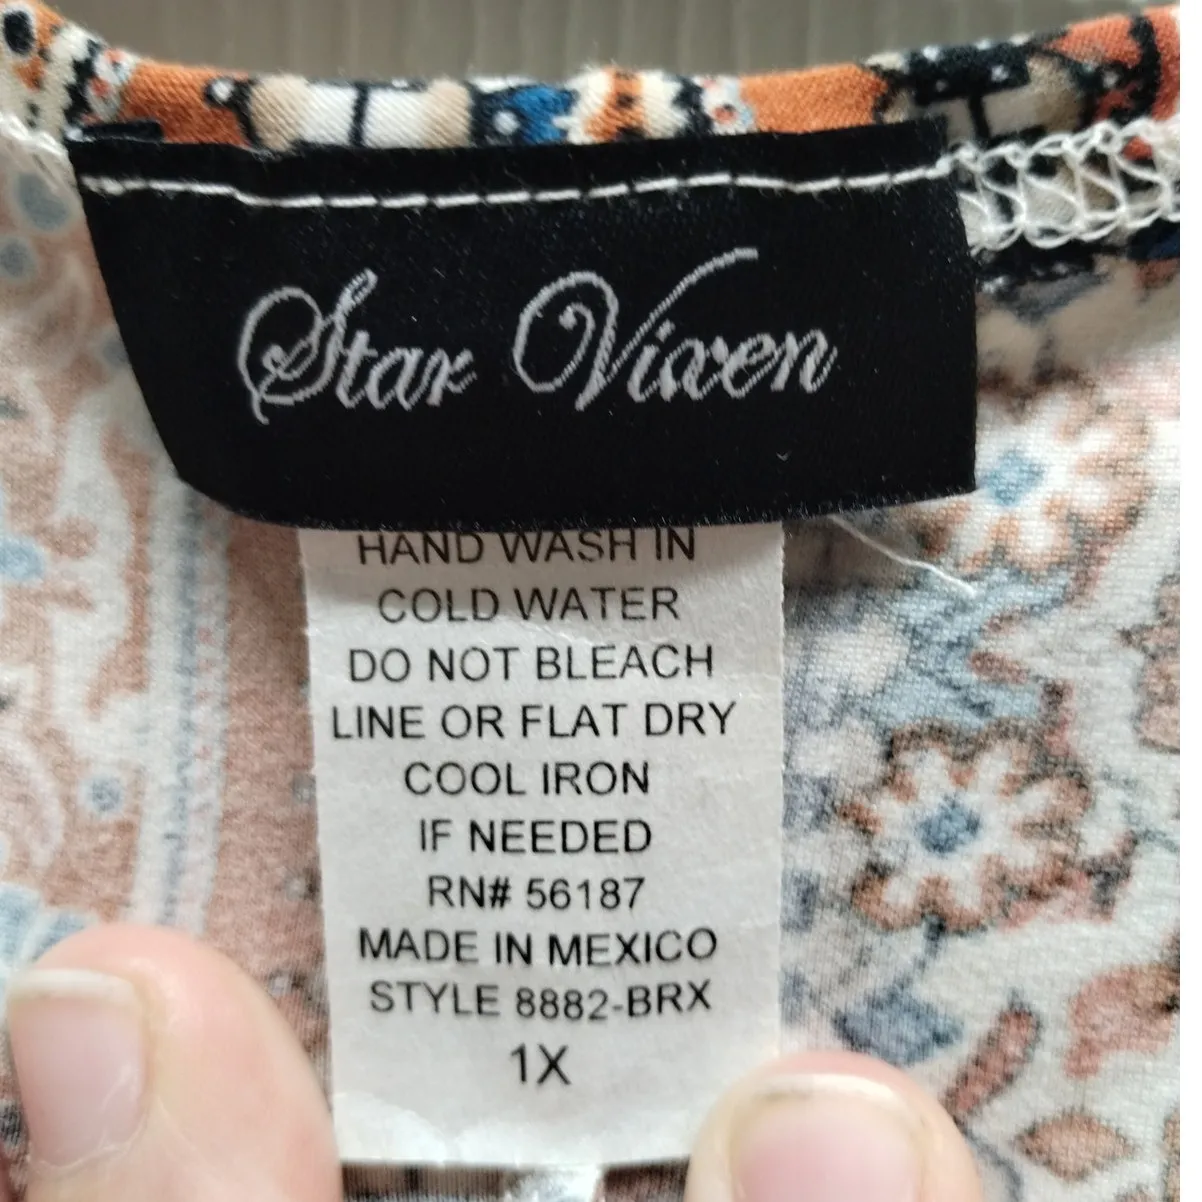 Star Vixen
HAND WASH IN
COLD WATER
DO NOT BLEACH
LINE OR FLAT DRY
COOL IRON
IF NEEDED
RN# 56187
MADE IN MEXICO
STYLE 8882-BRX
1X